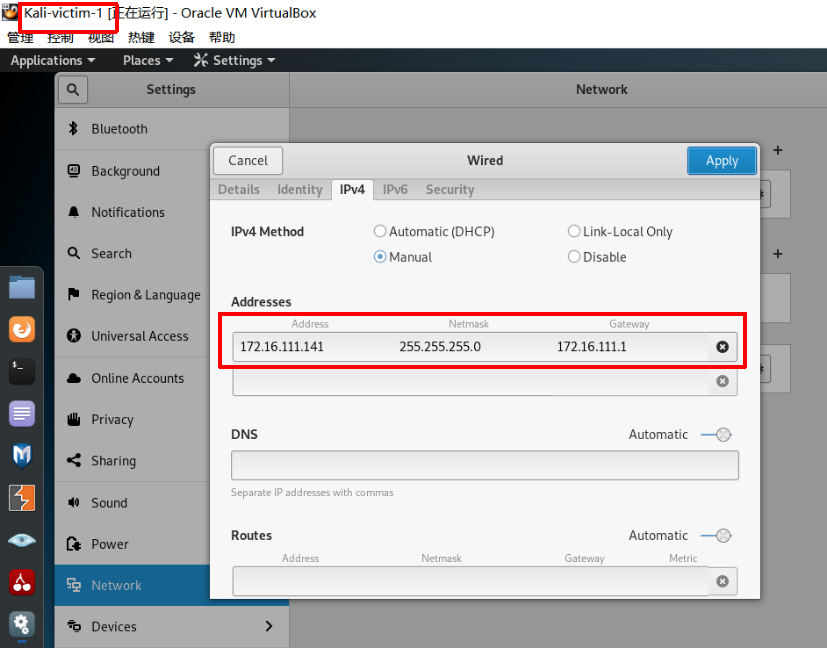 Kali-victim-1 [正在运行] - Oracle VM VirtualBox
管理 控制 视图 热键 设备 帮助
Applications Places Settings
Settings Network
Bluetooth
Background
Notifications
Search
Region & Language
Universal Access
Online Accounts
Privacy
Sharing
Sound
Power
Network
Devices
Cancel Wired Apply
Details Identity IPv4 IPv6 Security
IPv4 Method Automatic (DHCP) Link-Local Only
Manual Disable
Addresses
Address Netmask Gateway
172.16.111.141 255.255.255.0 172.16.111.1
DNS Automatic
Separate IP addresses with commas
Routes Automatic
Address Netmask Gateway Metric